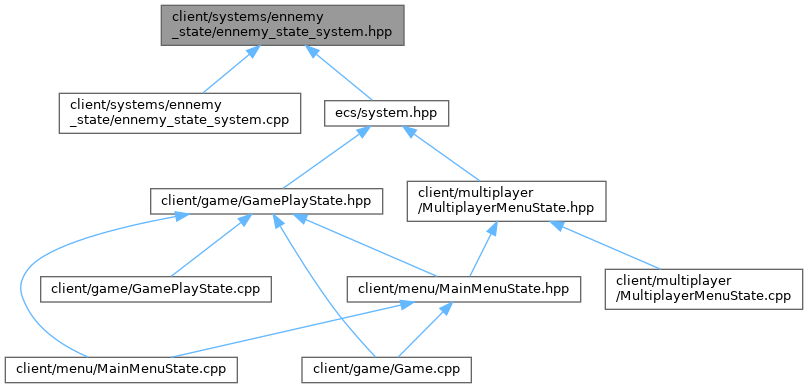 client/systems/ennemy
_state/ennemy_state_system.hpp
client/systems/ennemy
_state/ennemy_state_system.cpp
ecs/system.hpp
client/game/GamePlayState.hpp
client/multiplayer
/MultiplayerMenuState.hpp
client/game/GamePlayState.cpp
client/menu/MainMenuState.hpp
client/multiplayer
/MultiplayerMenuState.cpp
client/menu/MainMenuState.cpp
client/game/Game.cpp